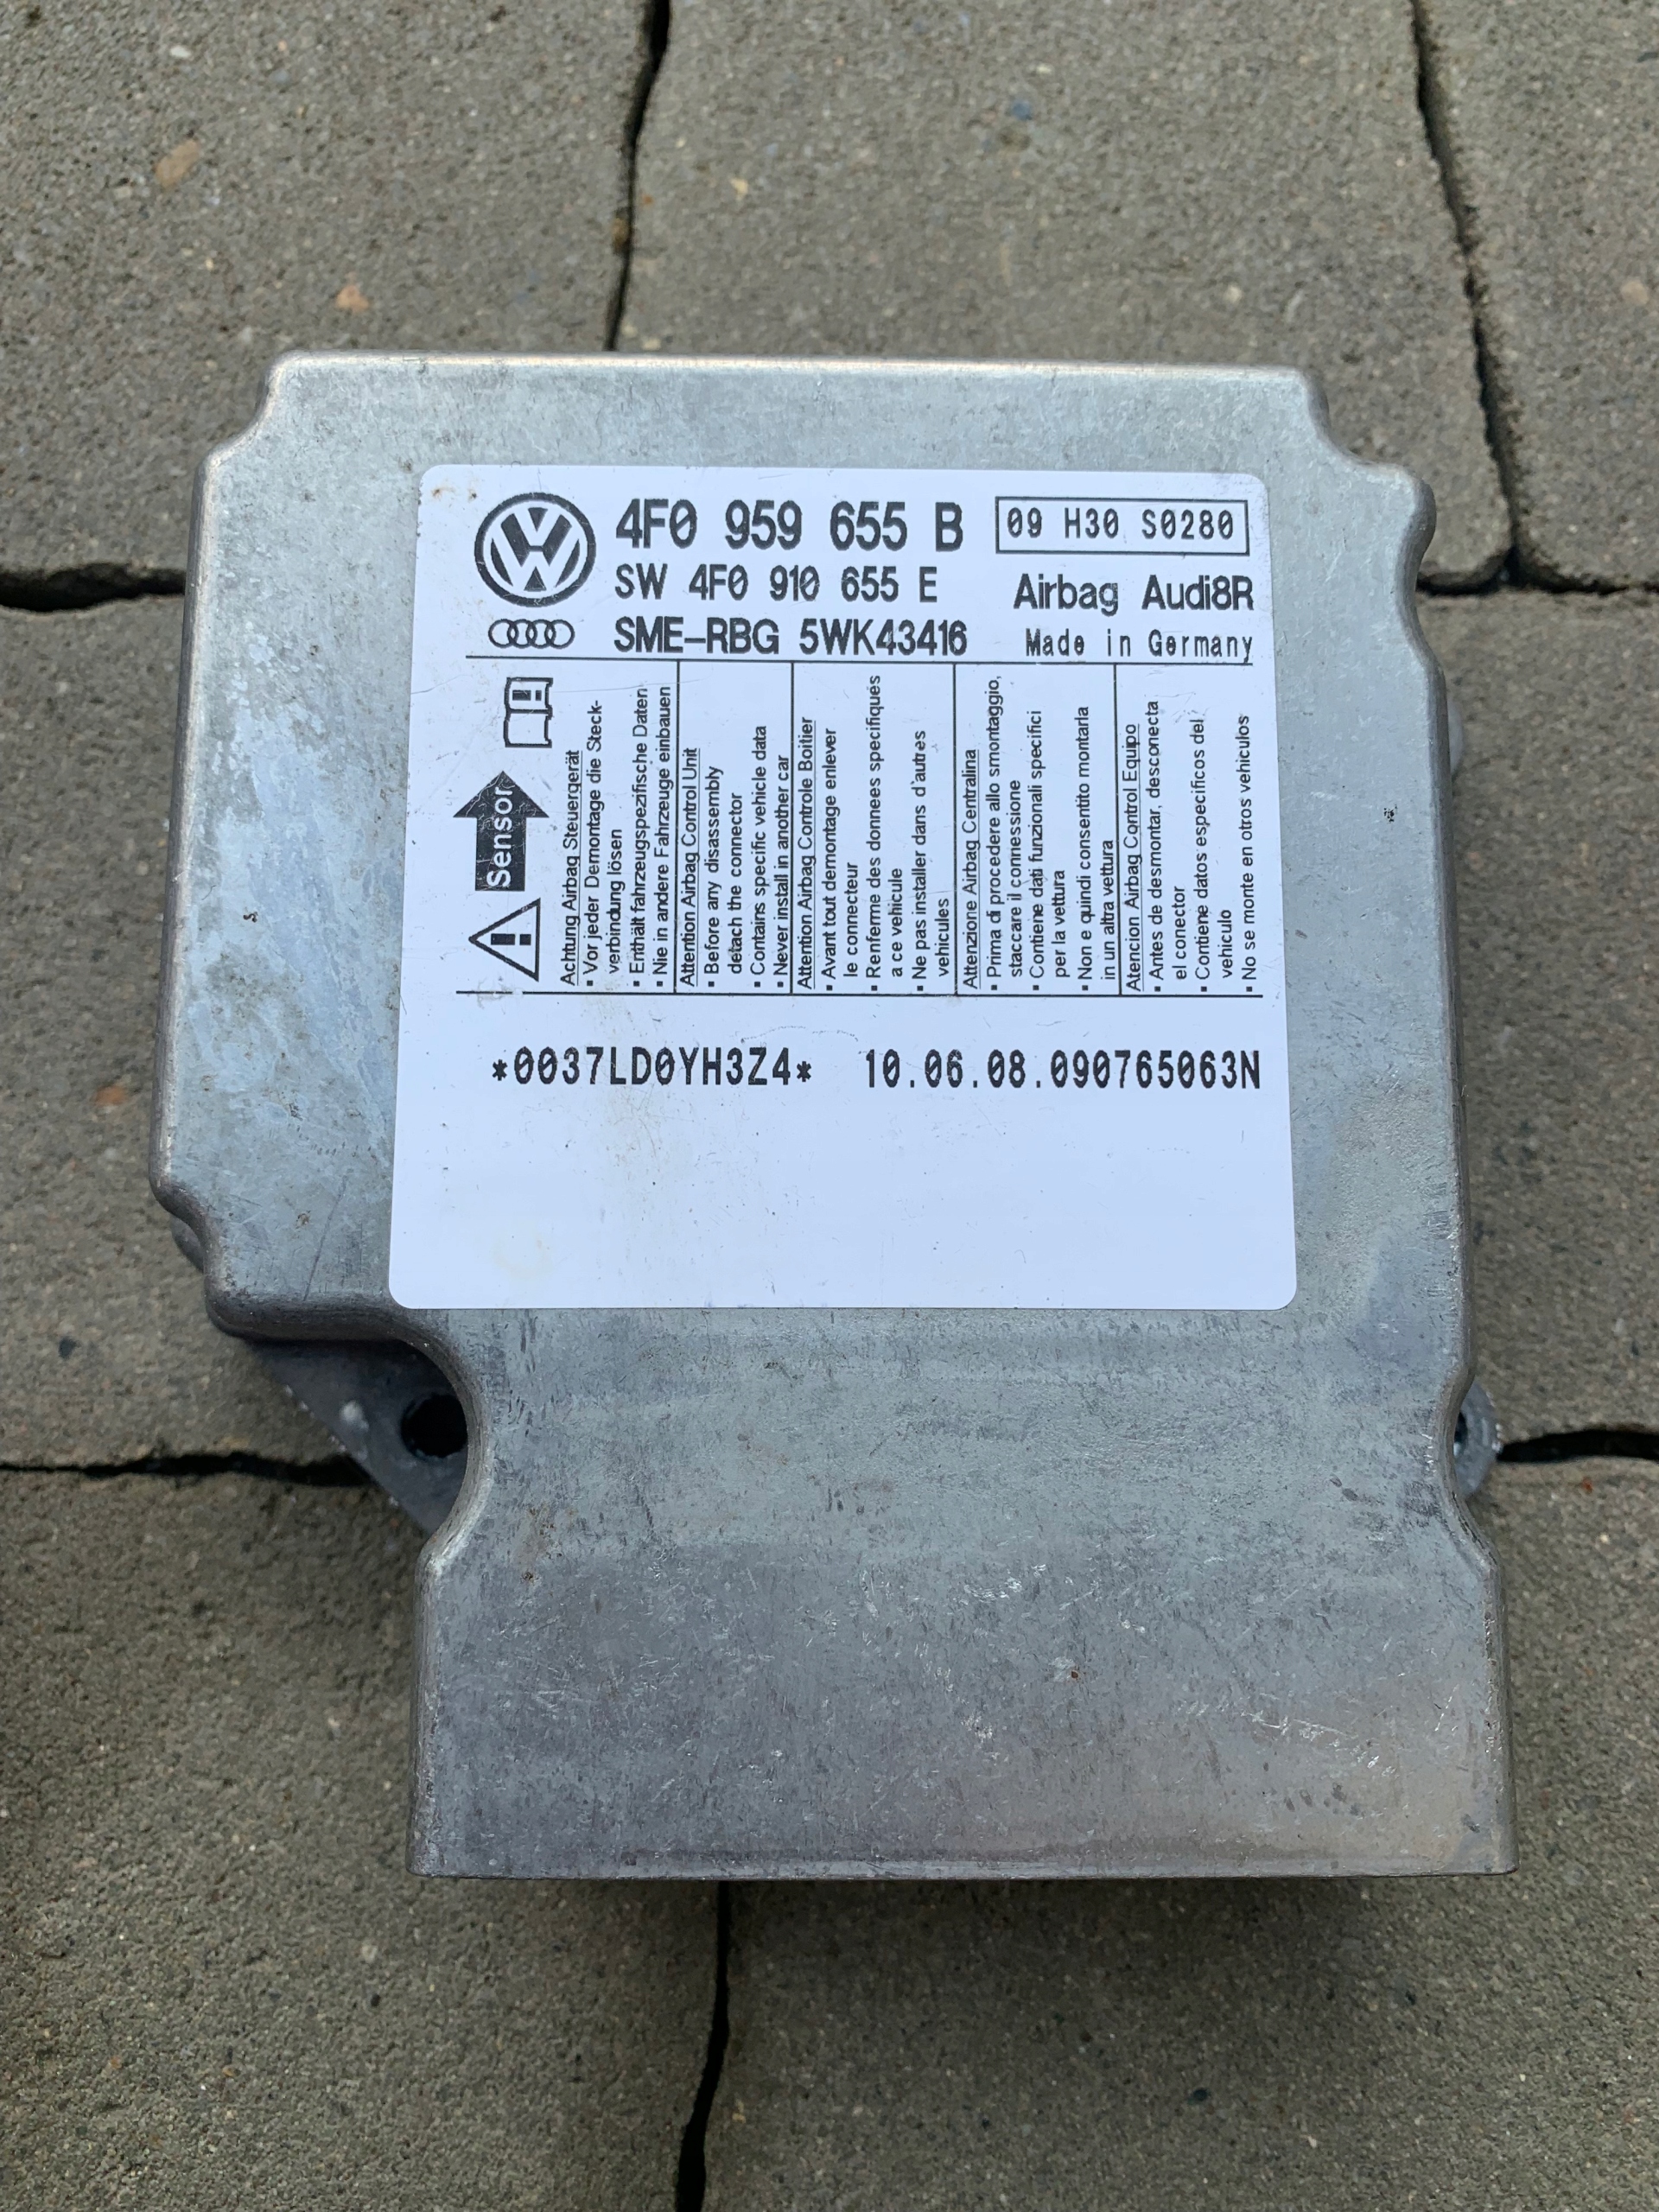 4F0 959 655 B
09 H30 S0280
SW 4F0 910 655 E
Airbag Audi8R
SME-RBG 5WK43416
Made in Germany
Sensor
Achtung Airbag Steuergerät
▪ Vor jeder Demontage die Steck-
verbindung lösen
▪ Enthält fahrzeugspezifische Daten
▪ Nie in andere Fahrzeuge einbauen
Attention Airbag Control Unit
▪ Before any disassembly
detach the connector
▪ Contains specific vehicle data
▪ Never install in another car
Attention Airbag Controle Boitier
▪ Avant tout demontage enlever
le connecteur
▪ Renferme des donnees specifiques
a ce vehicule
▪ Ne pas installer dans d'autres
vehicules
Attenzione Airbag Centralina
▪ Prima di procedere allo smontaggio,
staccare il connessione
▪ Contiene dati funzionali specifici
per la vettura
▪ Non e quindi consentito montarla
in un altra vettura
Atencion Airbag Control Equipo
▪ Antes de desmontar, desconecta
el conector
▪ Contiene datos especificos del
vehiculo
▪ No se monte en otros vehiculos
*0037LD0YH3Z4*
10.06.08.090765063N